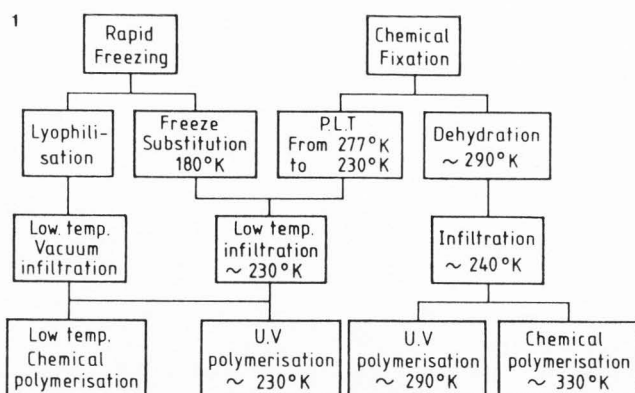 1
Rapid
Freezing
Chemical
Fixation
Lyophili-
sation
Freeze
Substitution
180°K
P.L.T
From 277°K
to 230°K
Dehydration
~ 290°K
Low. temp.
Vacuum
infiltration
Low temp.
infiltration
~ 230°K
Infiltration
~ 240°K
Low temp.
Chemical
polymerisation
U.V
polymerisation
~ 230°K
U.V
polymerisation
~ 290°K
Chemical
polymerisation
~ 330°K